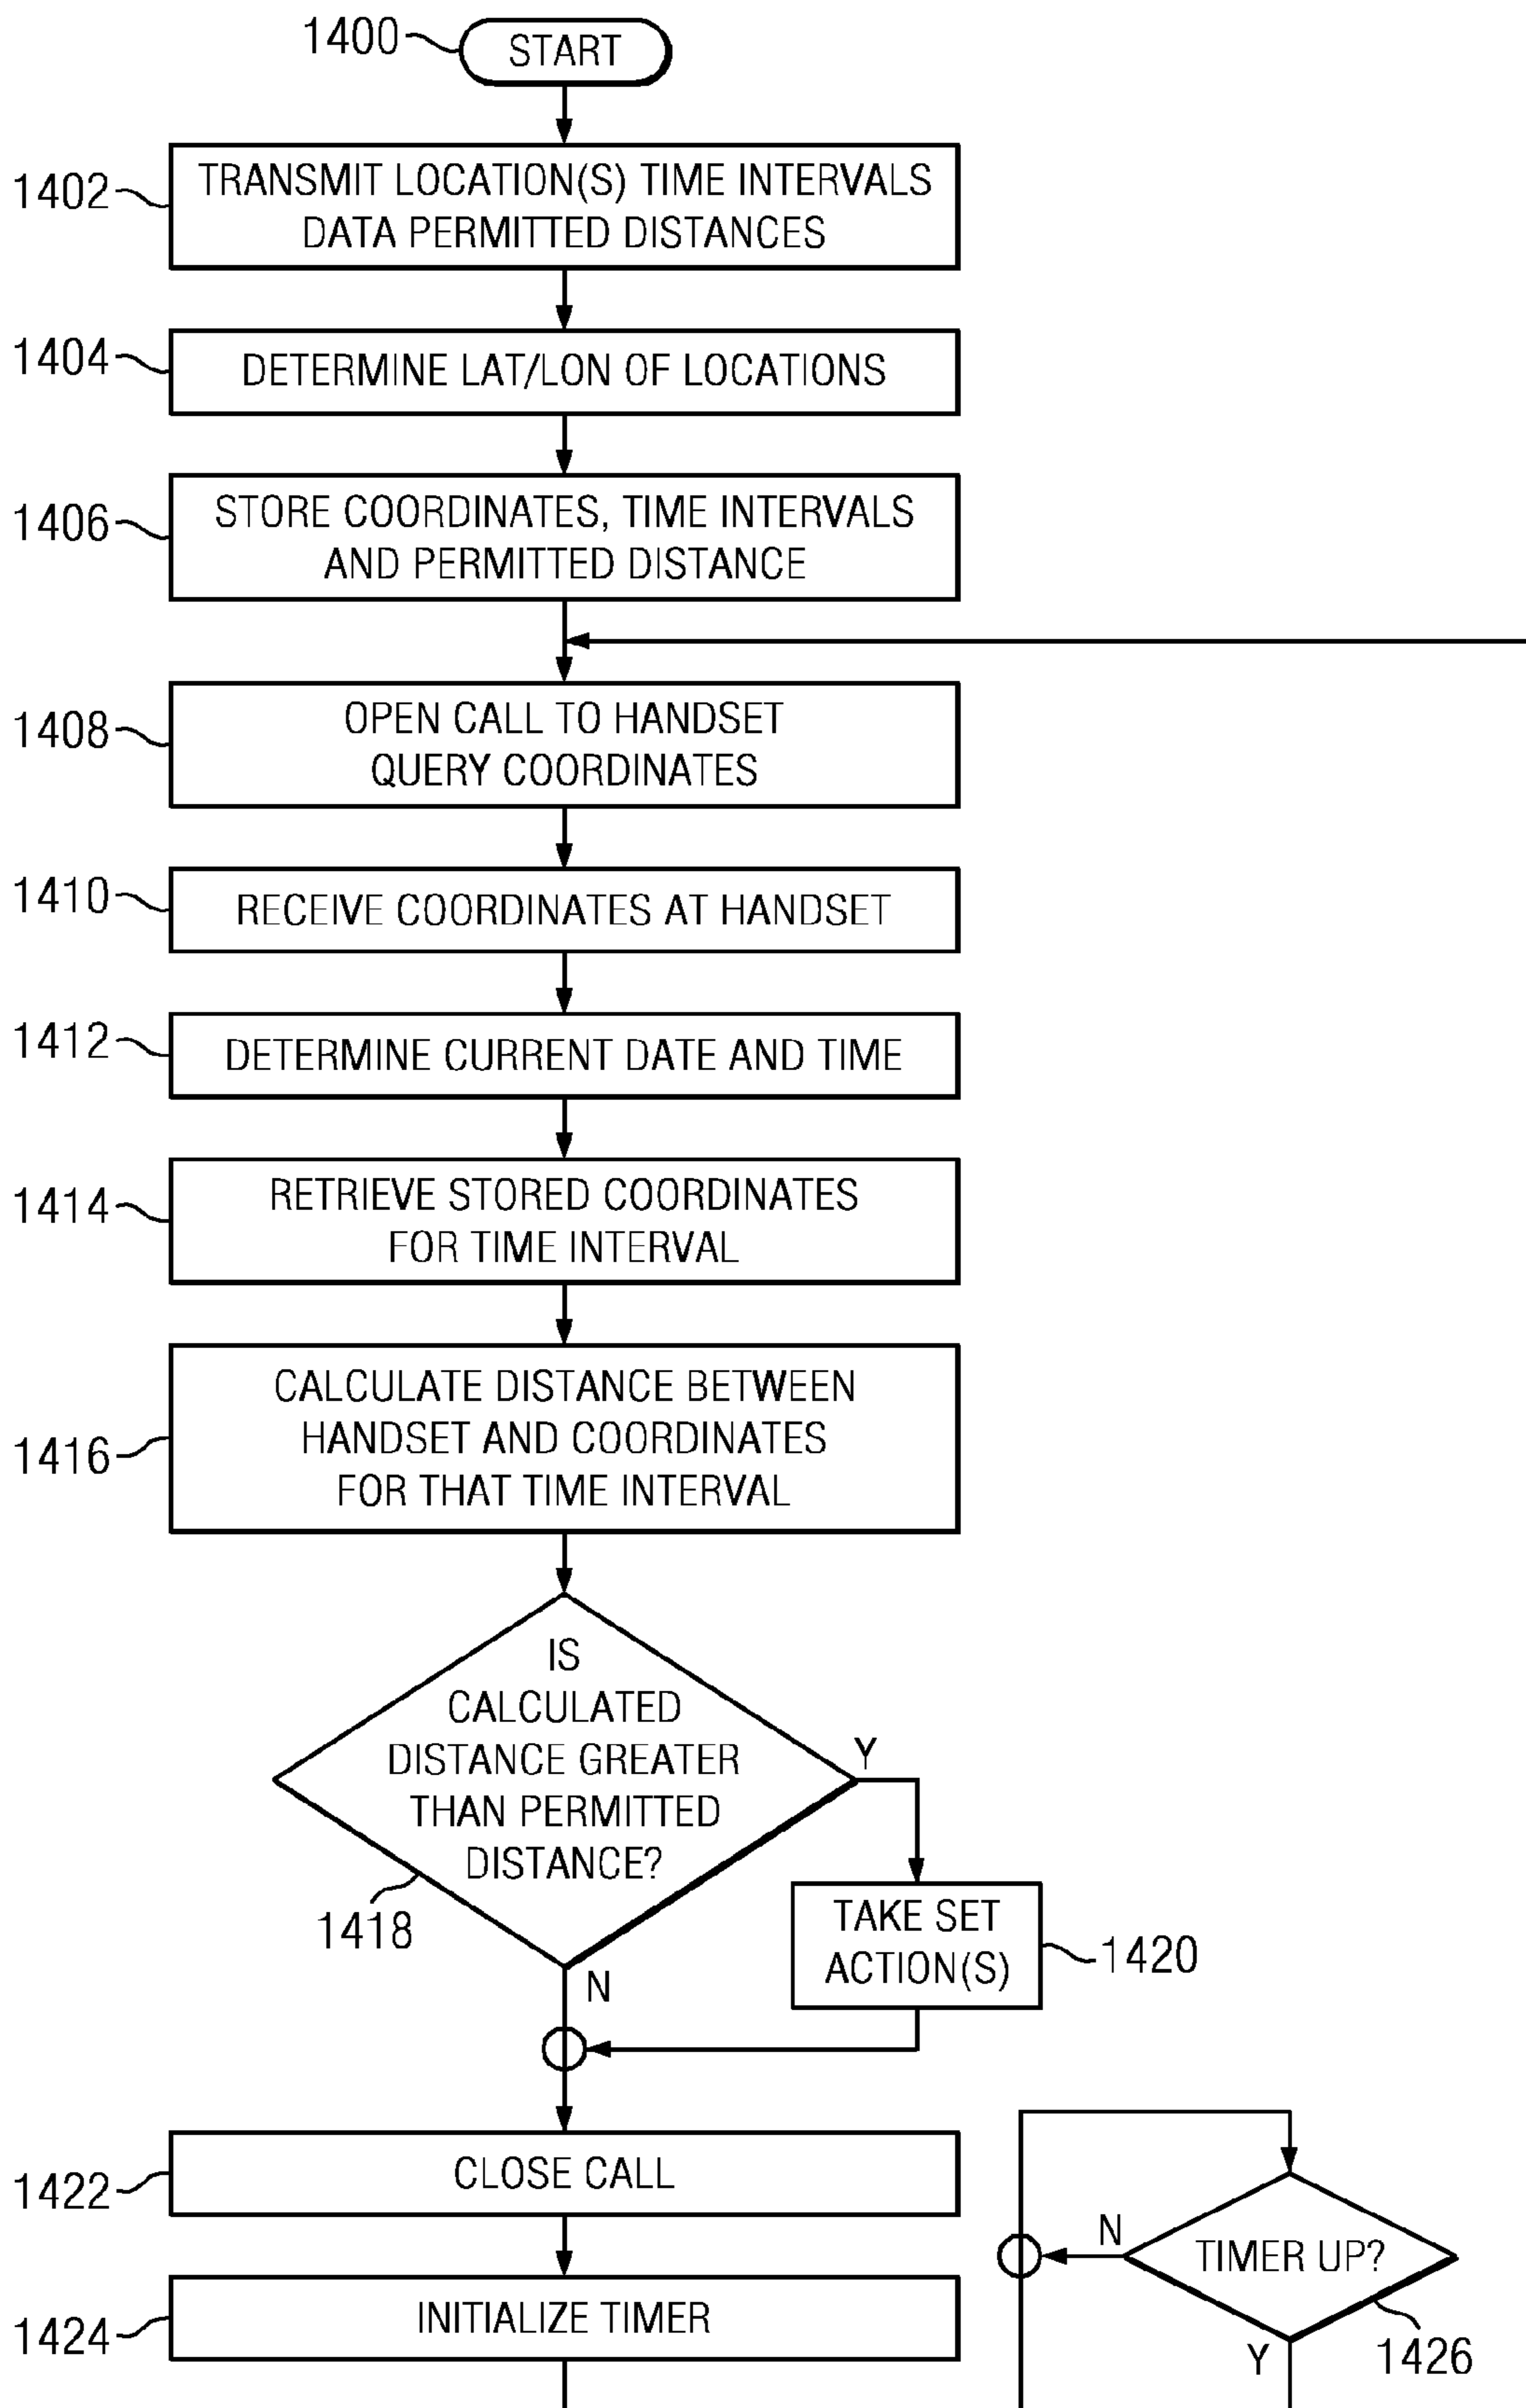 1400
START
1402
TRANSMIT LOCATION(S) TIME INTERVALS
DATA PERMITTED DISTANCES
1404
DETERMINE LAT/LON OF LOCATIONS
1406
STORE COORDINATES, TIME INTERVALS
AND PERMITTED DISTANCE
1408
OPEN CALL TO HANDSET
QUERY COORDINATES
1410
RECEIVE COORDINATES AT HANDSET
1412
DETERMINE CURRENT DATE AND TIME
1414
RETRIEVE STORED COORDINATES
FOR TIME INTERVAL
1416
CALCULATE DISTANCE BETWEEN
HANDSET AND COORDINATES
FOR THAT TIME INTERVAL
IS
CALCULATED
DISTANCE GREATER
THAN PERMITTED
DISTANCE?
Y
1418
N
TAKE SET
ACTION(S)
1420
1422
CLOSE CALL
1424
INITIALIZE TIMER
N
TIMER UP?
Y
1426